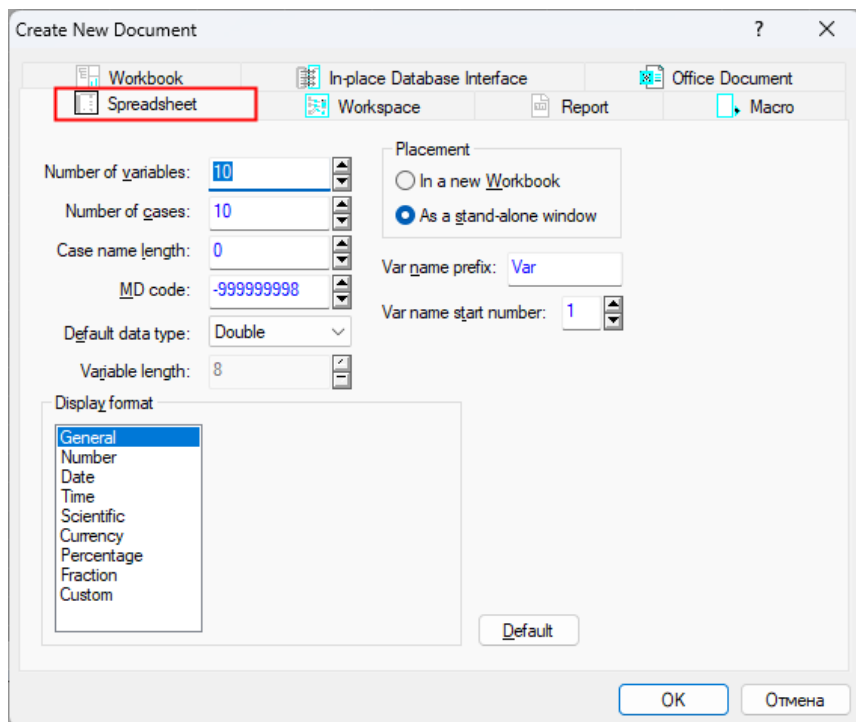 Create New Document
?
Workbook
In-place Database Interface
Office Document
Spreadsheet
Workspace
Report
Macro
Number of variables: 10
Number of cases: 10
Case name length: 0
MD code: -999999998
Default data type: Double
Variable length: 8
Placement
In a new Workbook
As a stand-alone window
Var name prefix: Var
Var name start number: 1
Display format
General
Number
Date
Time
Scientific
Currency
Percentage
Fraction
Custom
Default
OK
Отмена